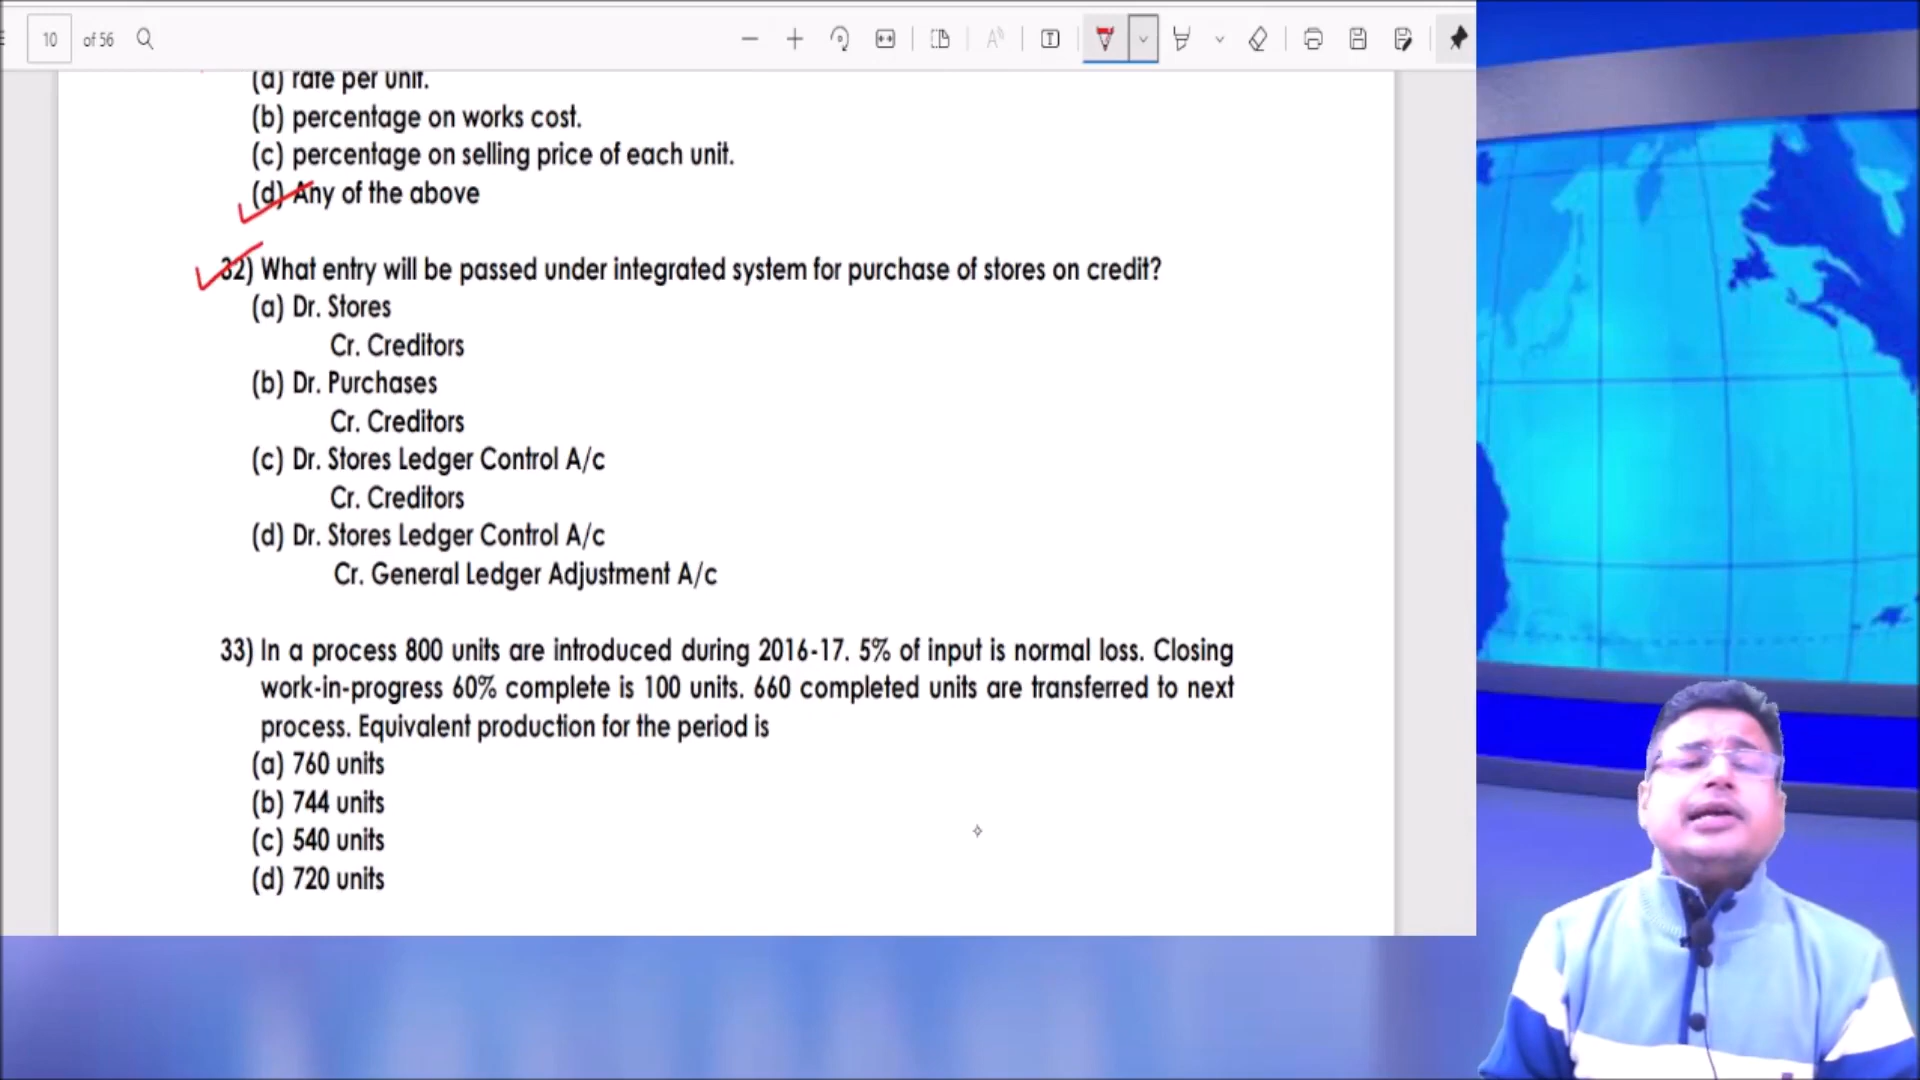 10 of 56
(a) rate per unit.
(b) percentage on works cost.
(c) percentage on selling price of each unit.
(d) Any of the above
32) What entry will be passed under integrated system for purchase of stores on credit?
(a) Dr. Stores
Cr. Creditors
(b) Dr. Purchases
Cr. Creditors
(c) Dr. Stores Ledger Control A/c
Cr. Creditors
(d) Dr. Stores Ledger Control A/c
Cr. General Ledger Adjustment A/c
33) In a process 800 units are introduced during 2016-17. 5% of input is normal loss. Closing
work-in-progress 60% complete is 100 units. 660 completed units are transferred to next
process. Equivalent production for the period is
(a) 760 units
(b) 744 units
(c) 540 units
(d) 720 units